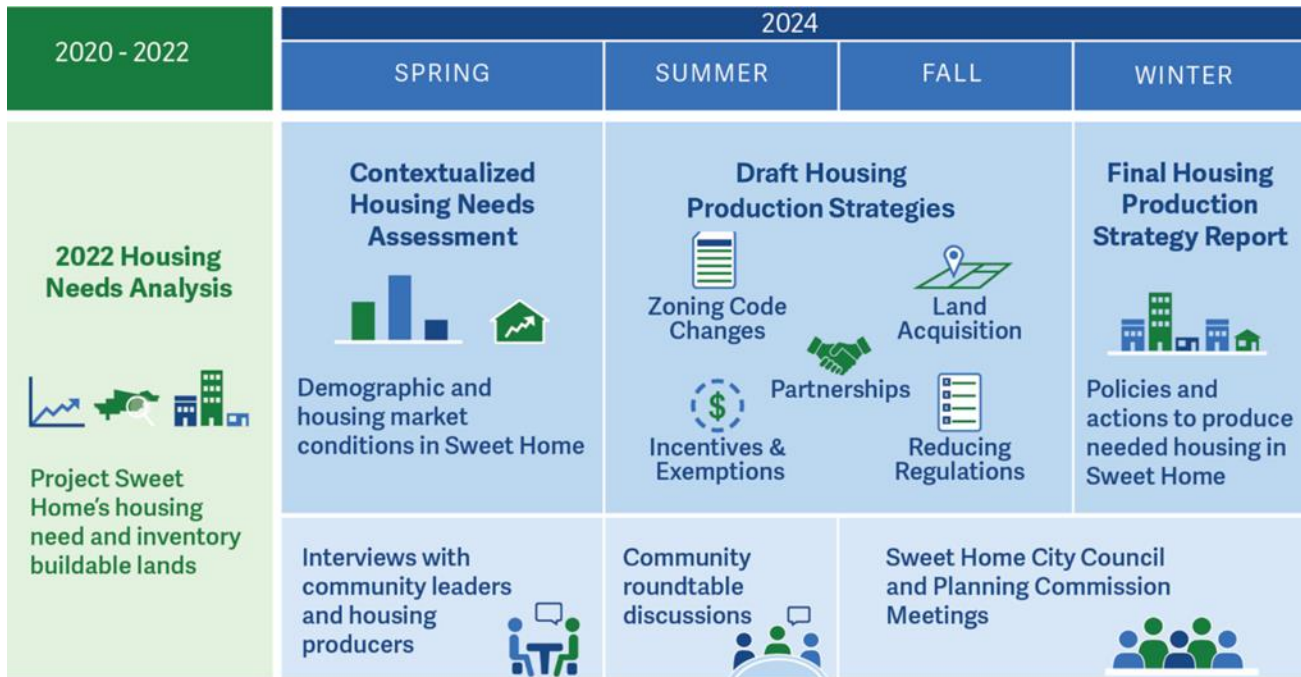 2020 - 2022
2024
SPRING
SUMMER
FALL
WINTER
2022 Housing
Needs Analysis
Project Sweet
Home's housing
need and inventory
buildable lands
Contextualized
Housing Needs
Assessment
Demographic and
housing market
conditions in Sweet Home
Draft Housing
Production Strategies
Zoning Code
Changes
Land
Acquisition
Partnerships
$
Incentives &
Exemptions
Reducing
Regulations
Final Housing
Production
Strategy Report
Policies and
actions to produce
needed housing in
Sweet Home
Interviews with
community leaders
and housing
producers
Community
roundtable
discussions
Sweet Home City Council
and Planning Commission
Meetings